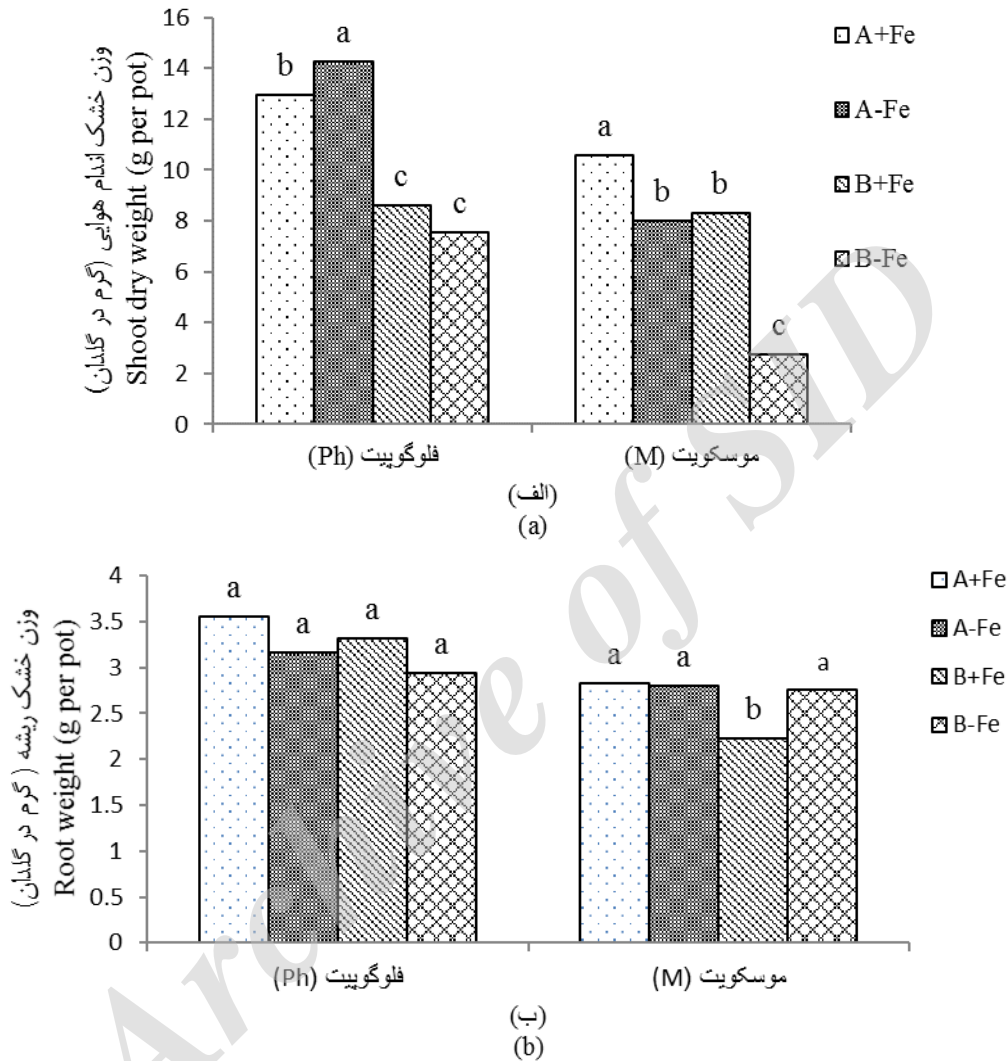 وزن خشک اندام هوایی (گرم در گلدان)
Shoot dry weight (g per pot)
16
14
12
10
8
6
4
2
0
b
a
c
c
a
b
b
c
A+Fe
A-Fe
B+Fe
B-Fe
فلوگوپیت (Ph)
موسکویت (M)
(الف)
(a)
وزن خشک ریشه (گرم در گلدان)
Root weight (g per pot)
4
3.5
3
2.5
2
1.5
1
0.5
0
a
a
a
a
a
a
b
a
A+Fe
A-Fe
B+Fe
B-Fe
فلوگوپیت (Ph)
موسکویت (M)
(ب)
(b)
Archive of SID